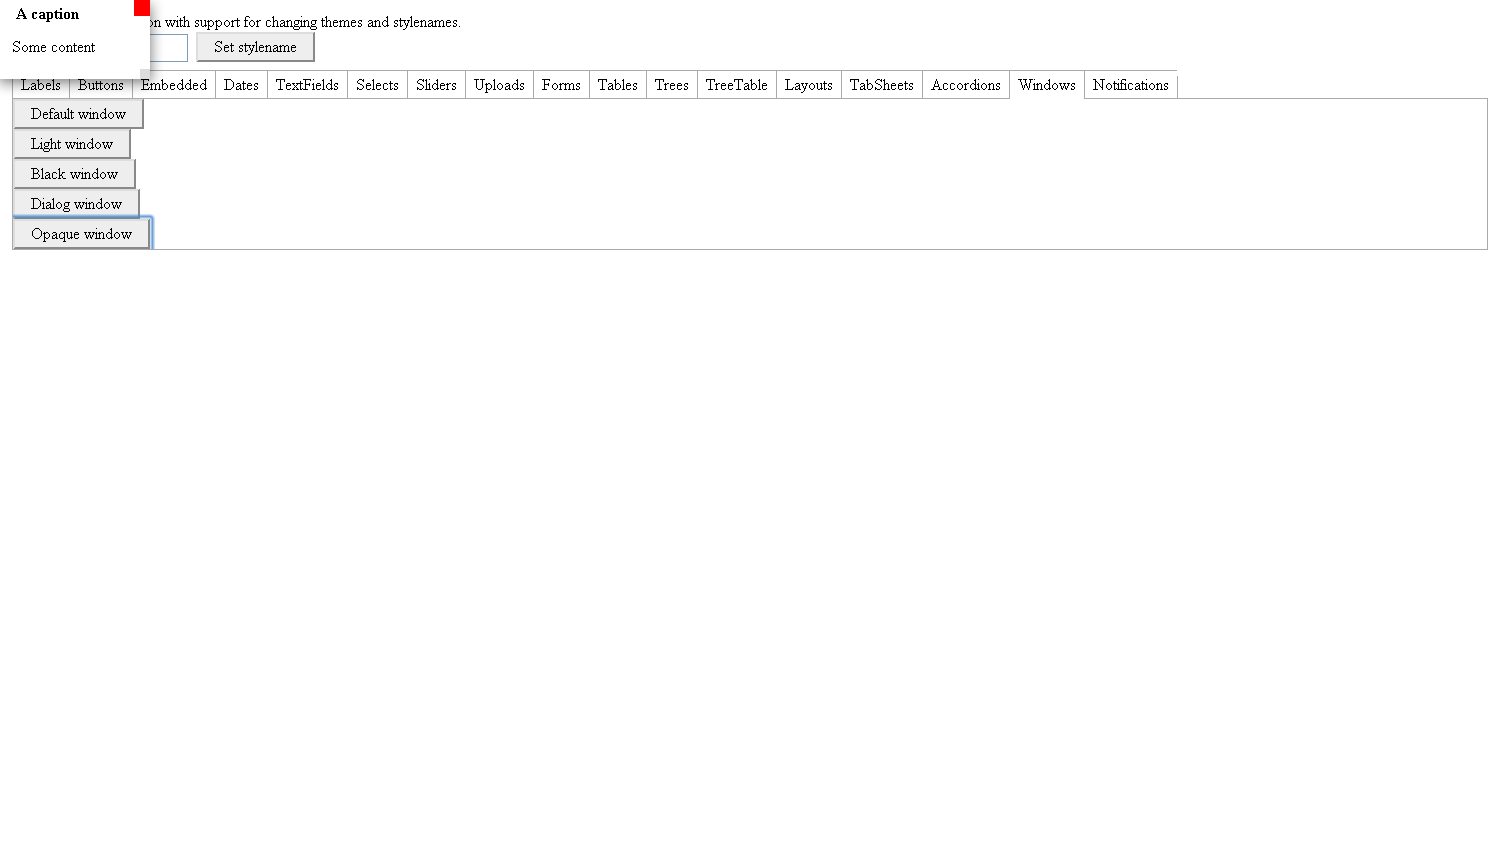 A caption
Some content
on with support for changing themes and stylenames.
Set stylename
Labels Buttons Embedded Dates TextFields Selects Sliders Uploads Forms Tables Trees TreeTable Layouts TabSheets Accordions Windows Notifications
Default window
Light window
Black window
Dialog window
Opaque window